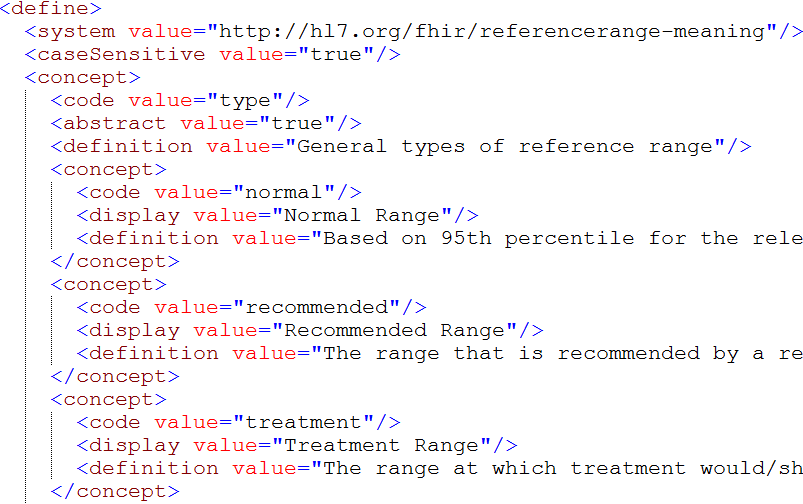 <define>
<system value="http://hl7.org/fhir/referencerange-meaning"/>
<caseSensitive value="true"/>
<concept>
<code value="type"/>
<abstract value="true"/>
<definition value="General types of reference range"/>
<concept>
<code value="normal"/>
<display value="Normal Range"/>
<definition value="Based on 95th percentile for the rele
</concept>
<concept>
<code value="recommended"/>
<display value="Recommended Range"/>
<definition value="The range that is recommended by a re
</concept>
<concept>
<code value="treatment"/>
<display value="Treatment Range"/>
<definition value="The range at which treatment would/sh
</concept>